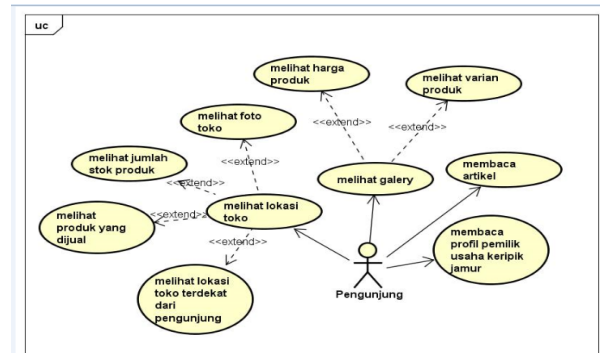 uc
melihat harga
produk
melihat varian
produk
<<extend>>
<<extend>>
melihat foto
toko
<<extend>>
melihat jumlah
stok produk
<<extend>>
melihat galery
membaca
artikel
melihat
produk yang
dijual
<<extend>>
melihat lokasi
toko
<<extend>>
membaca
profil pemilik
usaha keripik
jamur
melihat lokasi
toko terdekat
dari
pengunjung
Pengunjung